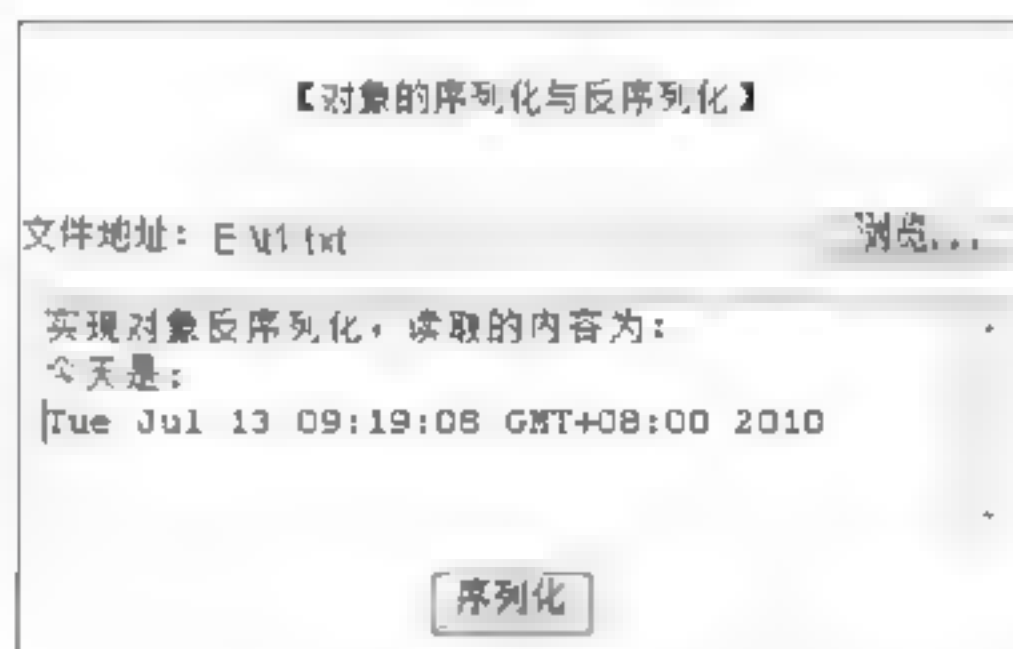 【对象的序列化与反序列化】
文件地址: E \t1 txt 浏览...
实现对象反序列化，读取的内容为:
今天是:
Tue Jul 13 09:19:08 GMT+08:00 2010
序列化